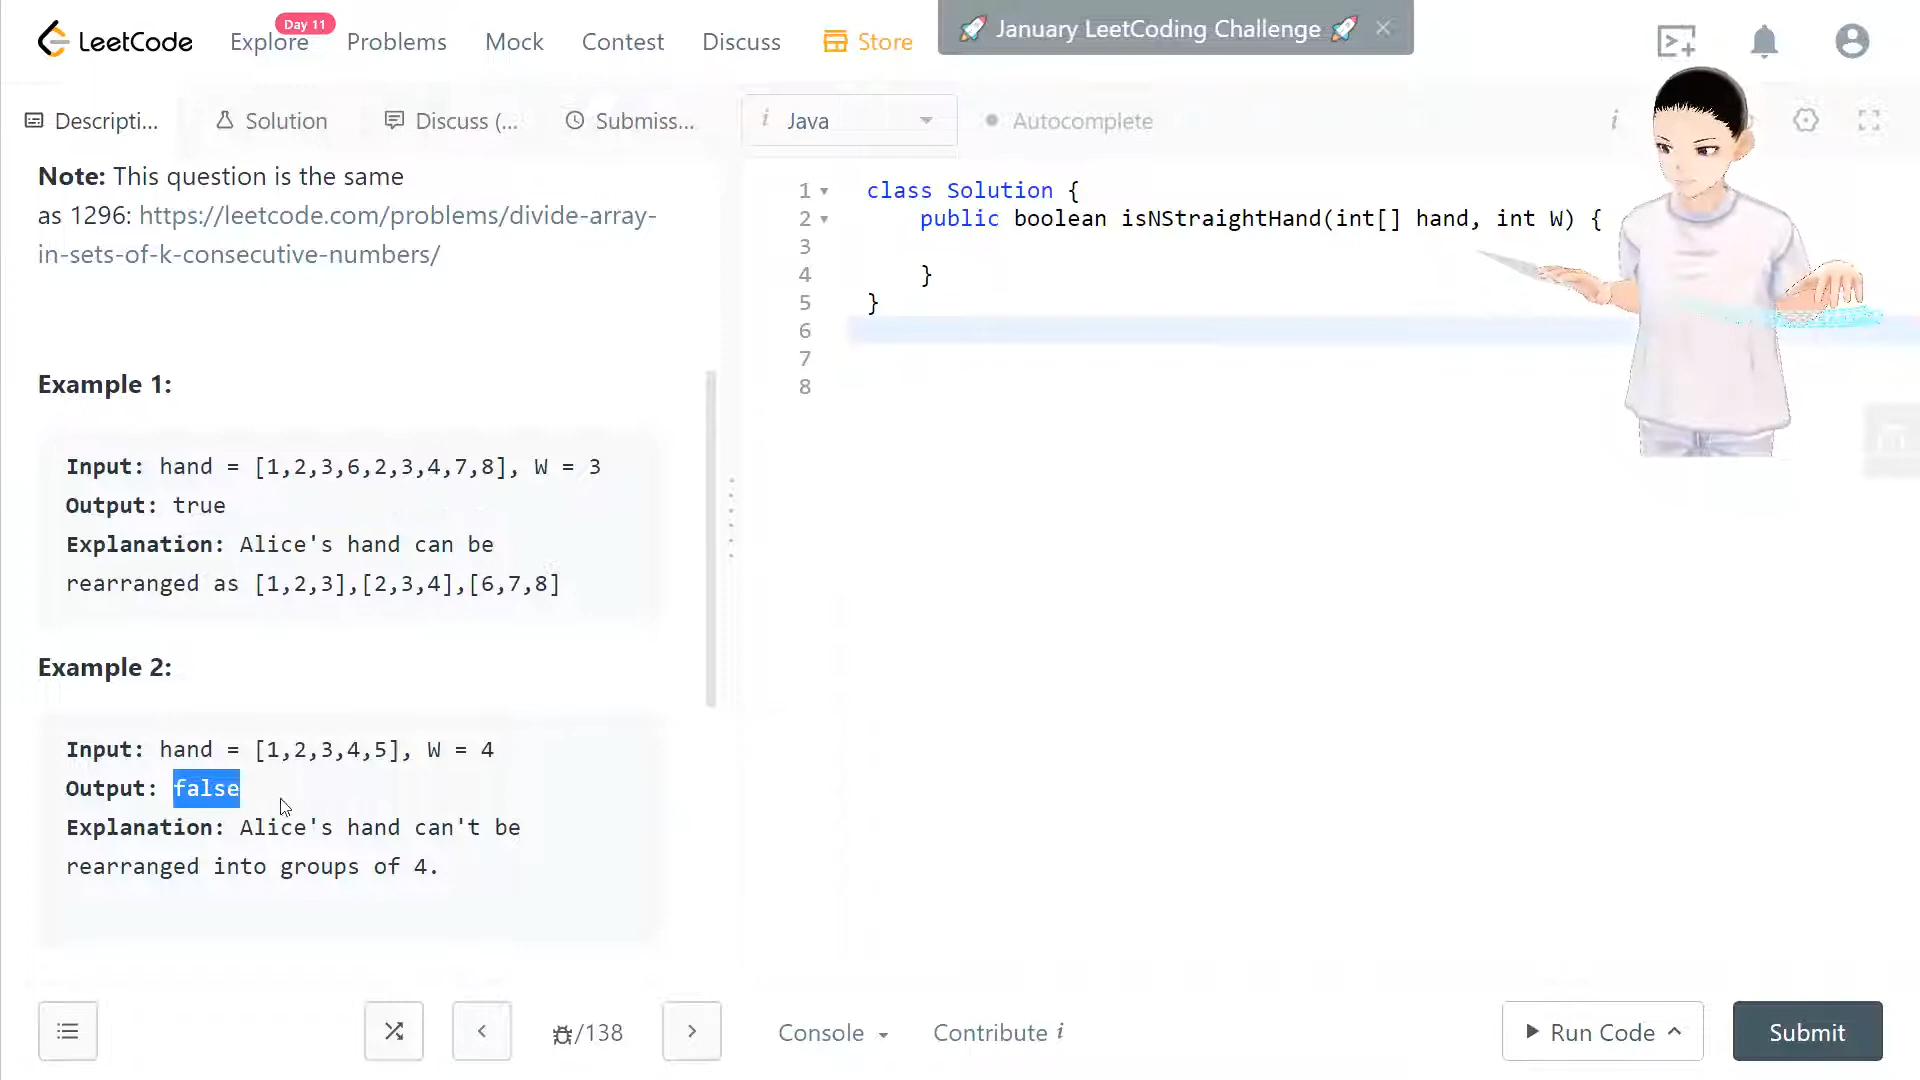 LeetCode
Explore
Day 11
Problems
Mock
Contest
Discuss
Store
🚀 January LeetCoding Challenge 🚀
Descripti...
Solution
Discuss (...
Submiss...
i Java
Autocomplete
i
Note: This question is the same
as 1296: https://leetcode.com/problems/divide-array-
in-sets-of-k-consecutive-numbers/
Example 1:
Input: hand = [1,2,3,6,2,3,4,7,8], W = 3
Output: true
Explanation: Alice's hand can be
rearranged as [1,2,3],[2,3,4],[6,7,8]
Example 2:
Input: hand = [1,2,3,4,5], W = 4
Output: false
Explanation: Alice's hand can't be
rearranged into groups of 4.
1 class Solution {
2 public boolean isNStraightHand(int[] hand, int W) {
3
4 }
5 }
6
7
8
/138
Console
Contribute i
Run Code
Submit